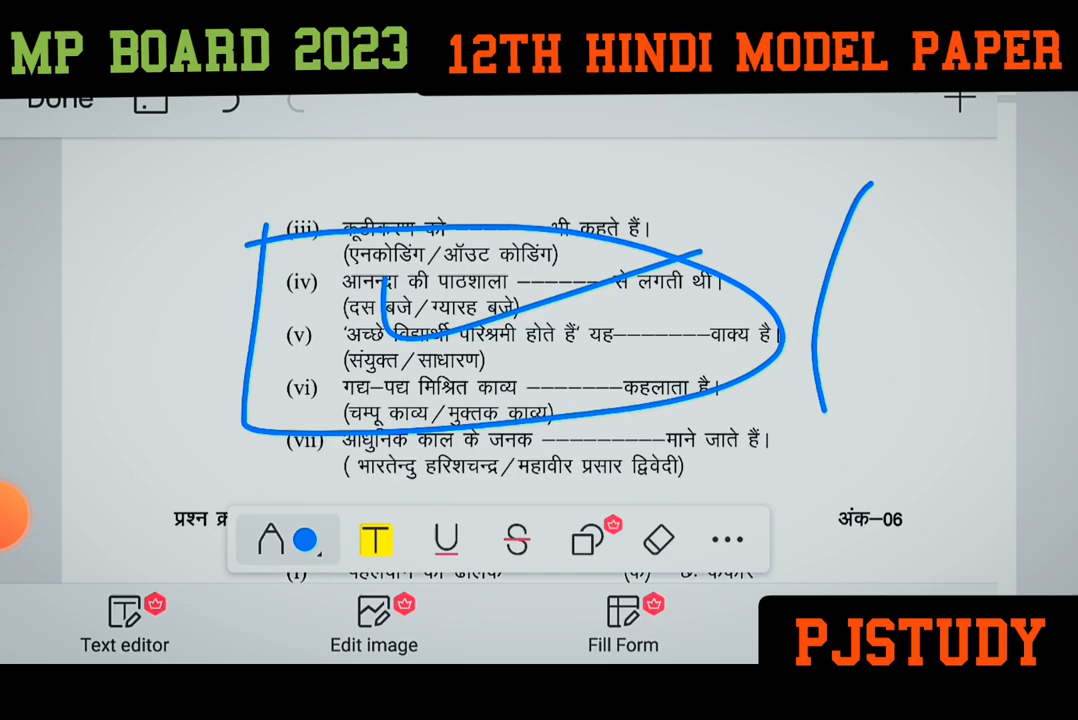 MP BOARD 2023 12TH HINDI MODEL PAPER
Done
(iii) कूटीकरण को ———————— भी कहते हैं।
(एनकोडिंग/ऑउट कोडिंग)
(iv) आनन्दा की पाठशाला ——————— से लगती थी।
(दस बजे/ग्यारह बजे)
(v) 'अच्छे विद्यार्थी परिश्रमी होते हैं' यह———————वाक्य है।
(संयुक्त/साधारण)
(vi) गद्य–पद्य मिश्रित काव्य ———————कहलाता है।
(चम्पू काव्य/मुक्तक काव्य)
(vii) आधुनिक काल के जनक —————————माने जाते हैं।
( भारतेन्दु हरिशचन्द्र/महावीर प्रसार द्विवेदी)
प्रश्न क्र अंक–06
T U S
Text editor Edit image Fill Form
PJSTUDY